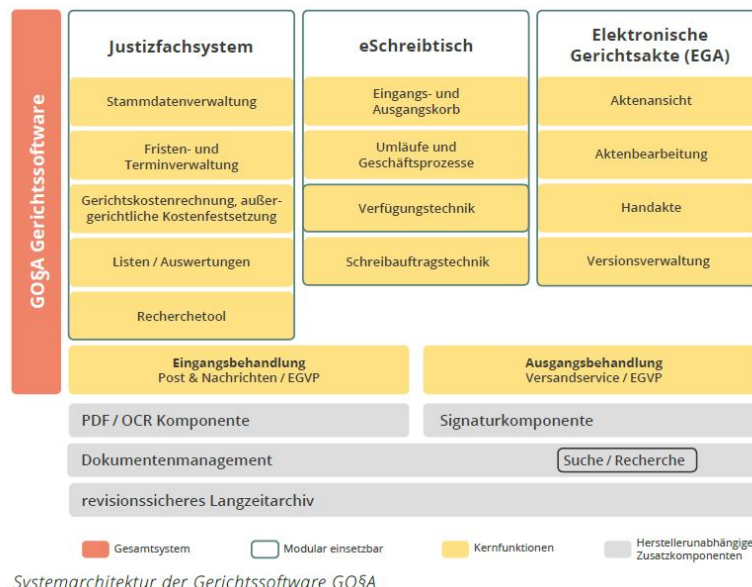 GO§A Gerichtssoftware
Justizfachsystem
Stammdatenverwaltung
Fristen- und
Terminverwaltung
Gerichtskostenrechnung, außer-
gerichtliche Kostenfestsetzung
Listen / Auswertungen
Recherchetool
eSchreibtisch
Eingangs- und
Ausgangskorb
Umläufe und
Geschäftsprozesse
Verfügungstechnik
Schreibauftragstechnik
Elektronische
Gerichtsakte (EGA)
Aktenansicht
Aktenbearbeitung
Handakte
Versionsverwaltung
Eingangsbehandlung
Post & Nachrichten / EGVP
Ausgangsbehandlung
Versandservice / EGVP
PDF / OCR Komponente
Signaturkomponente
Dokumentenmanagement
Suche / Recherche
revisionssicheres Langzeitarchiv
Gesamtsystem
Modular einsetzbar
Kernfunktionen
Herstellerunabhängige
Zusatzkomponenten
Systemarchitektur der Gerichtssoftware GO§A